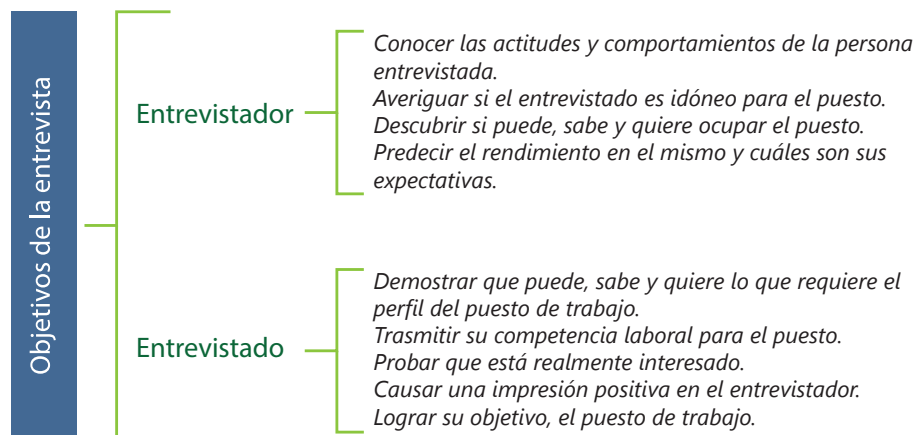 Objetivos de la entrevista
Entrevistador
Conocer las actitudes y comportamientos de la persona
entrevistada.
Averiguar si el entrevistado es idóneo para el puesto.
Descubrir si puede, sabe y quiere ocupar el puesto.
Predecir el rendimiento en el mismo y cuáles son sus
expectativas.
Entrevistado
Demostrar que puede, sabe y quiere lo que requiere el
perfil del puesto de trabajo.
Trasmitir su competencia laboral para el puesto.
Probar que está realmente interesado.
Causar una impresión positiva en el entrevistador.
Lograr su objetivo, el puesto de trabajo.